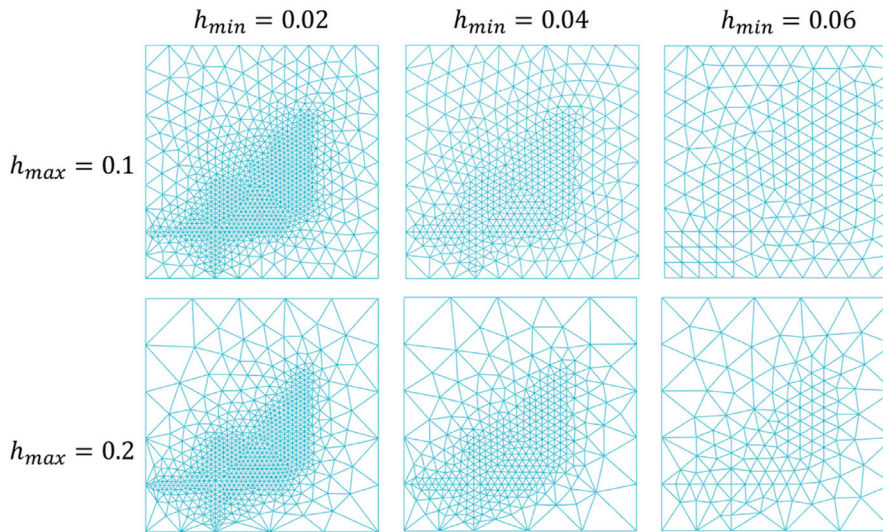 h_min = 0.02
h_min = 0.04
h_min = 0.06
h_max = 0.1
h_max = 0.2